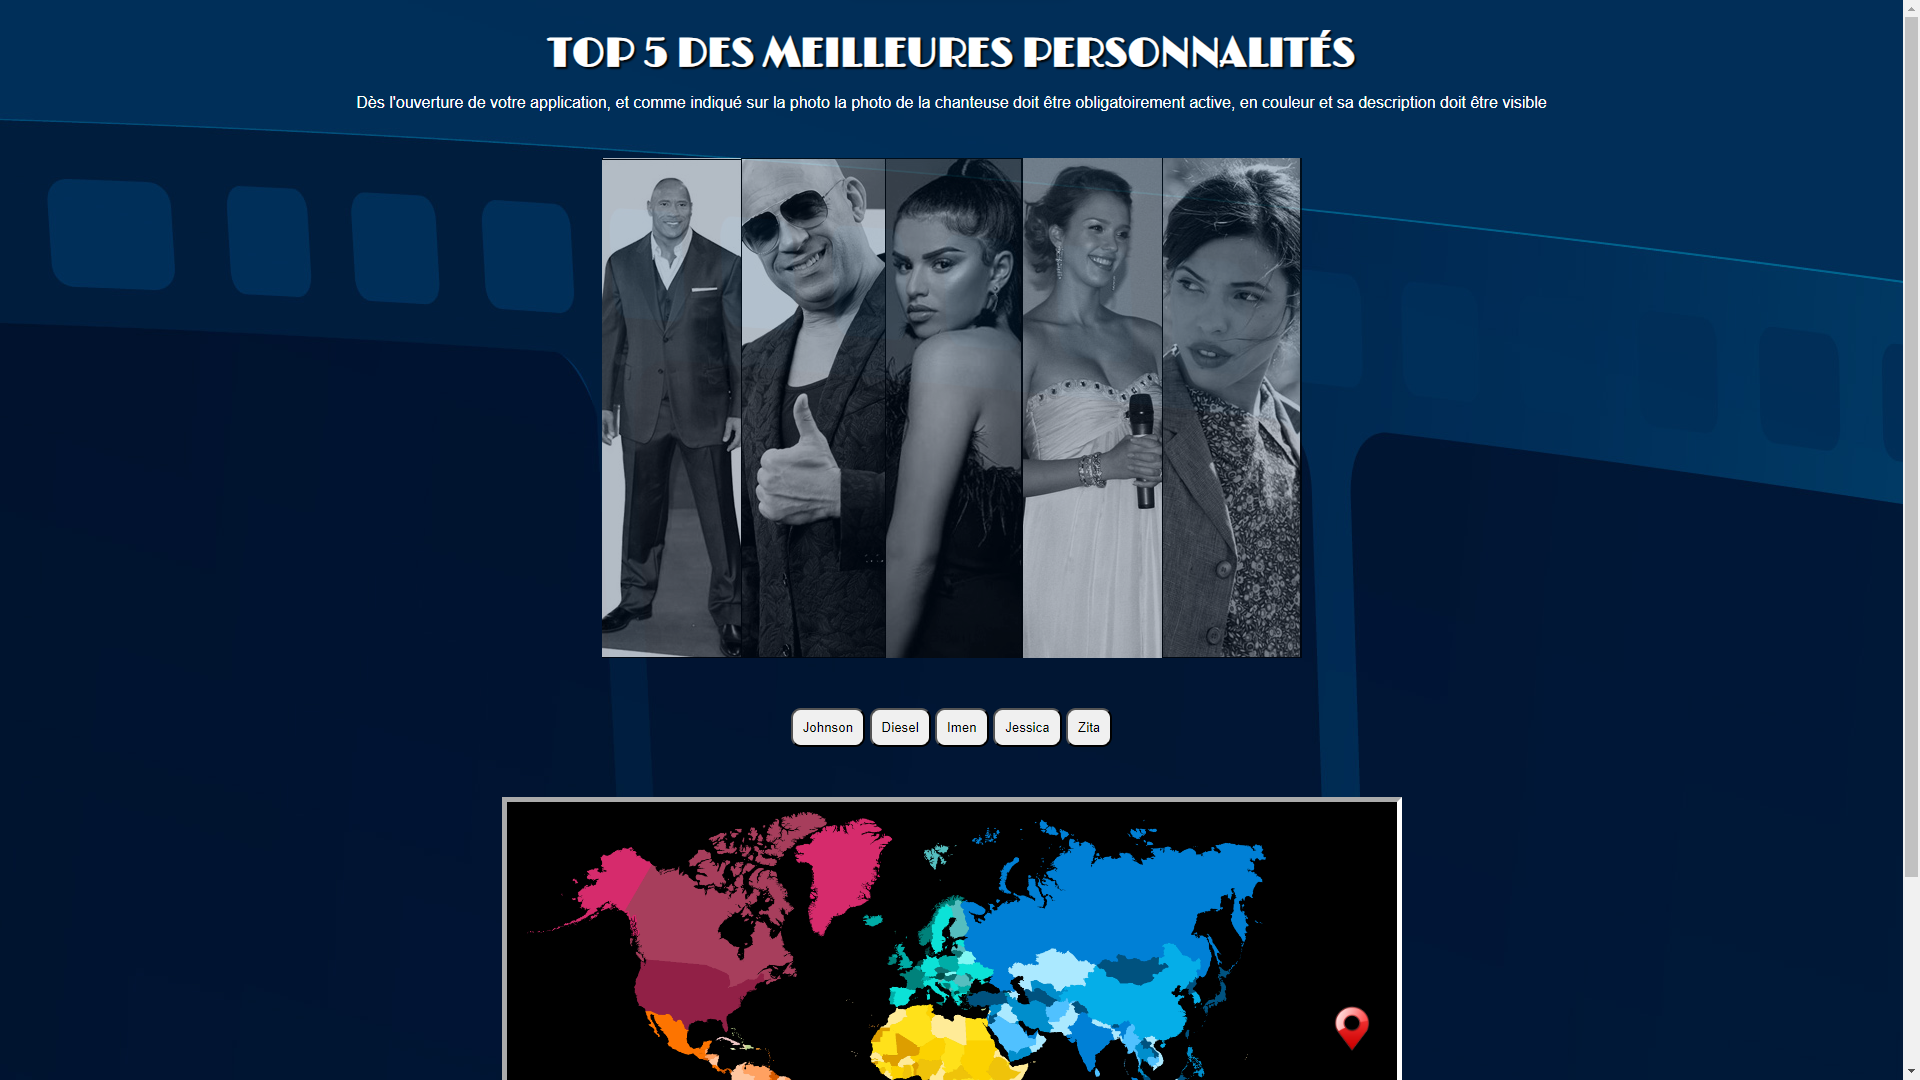 TOP 5 DES MEILLEURES PERSONNALITÉS
Dès l'ouverture de votre application, et comme indiqué sur la photo la photo de la chanteuse doit être obligatoirement active, en couleur et sa description doit être visible
Johnson
Diesel
Imen
Jessica
Zita